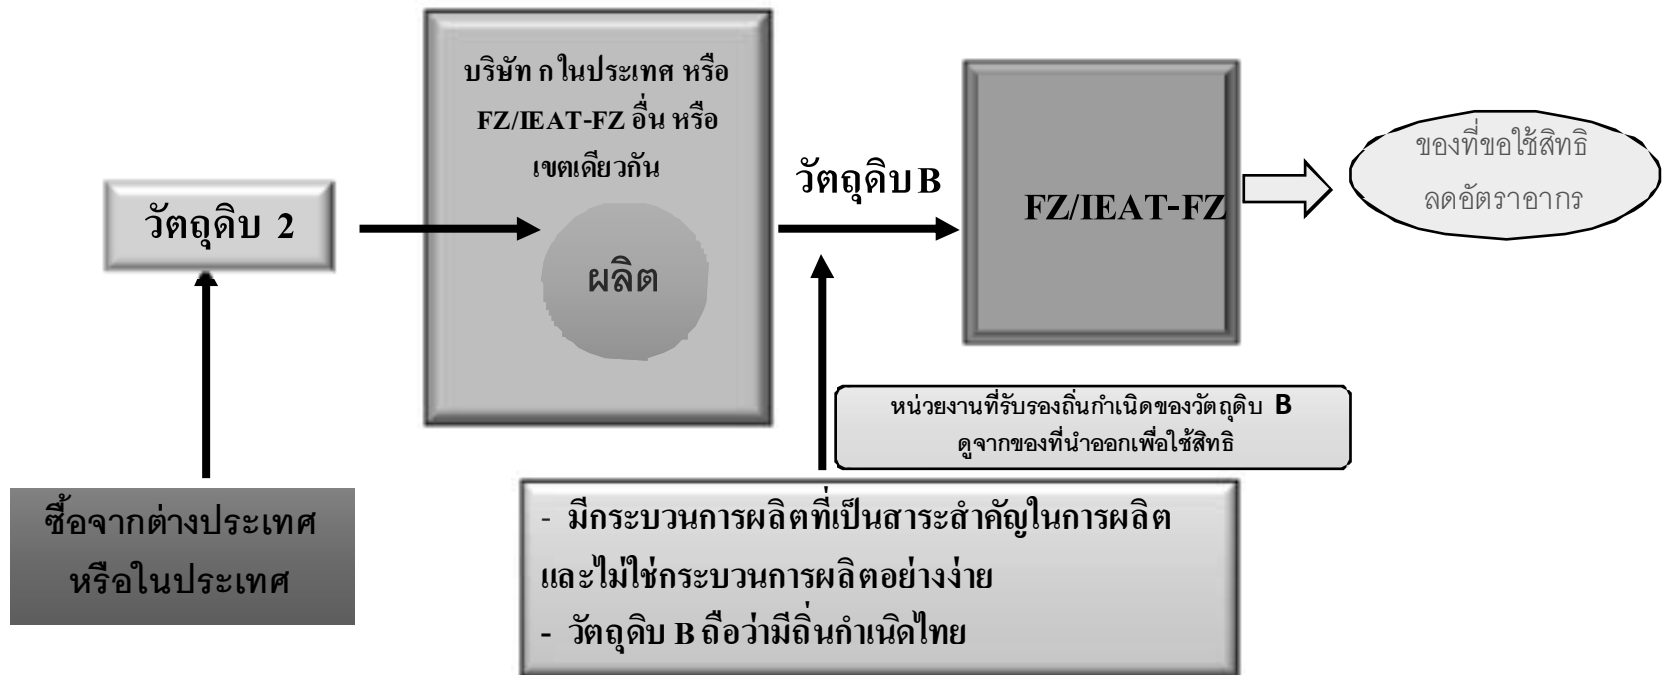 บริษัท ก ในประเทศ หรือ
FZ/IEAT-FZ อื่น หรือ
เขตเดียวกัน
วัตถุดิบ 2
ผลิต
วัตถุดิบ B
FZ/IEAT-FZ
ของที่ขอใช้สิทธิ
ลดอัตราอากร
หน่วยงานที่รับรองถิ่นกำเนิดของวัตถุดิบ B
ดูจากของที่นำออกเพื่อใช้สิทธิ
ซื้อจากต่างประเทศ
หรือในประเทศ
- มีกระบวนการผลิตที่เป็นสาระสำคัญในการผลิต
และไม่ใช่กระบวนการผลิตอย่างง่าย
- วัตถุดิบ B ถือว่ามีถิ่นกำเนิดไทย